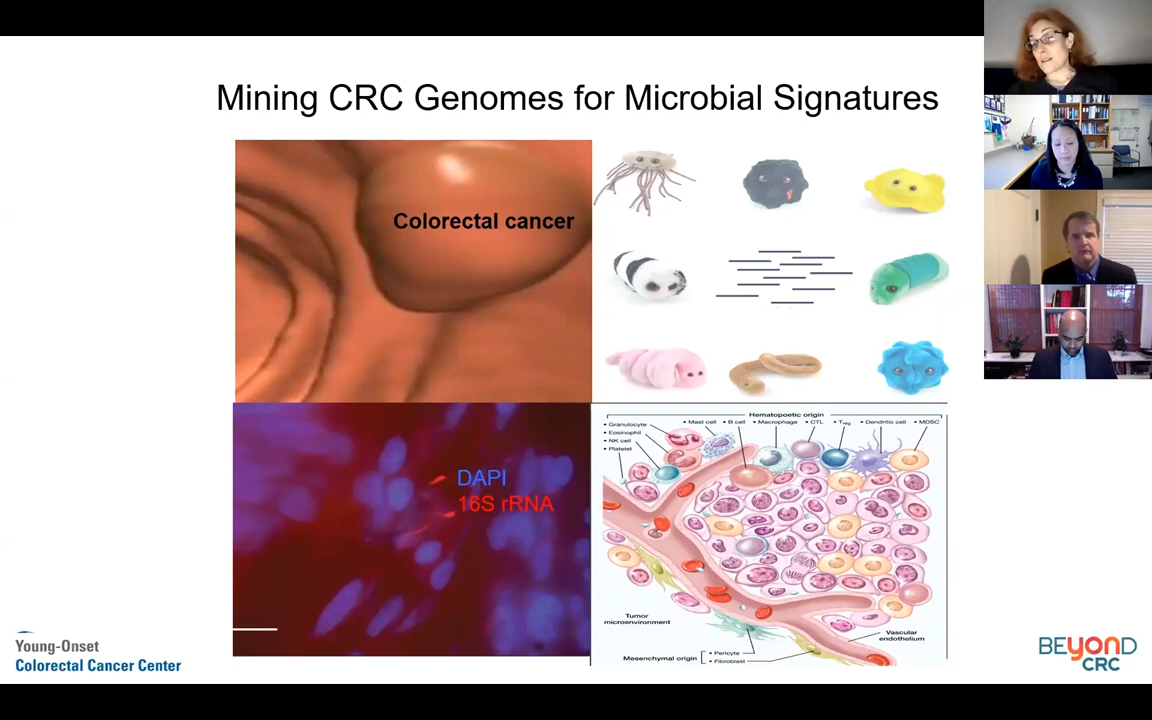 Mining CRC Genomes for Microbial Signatures
Colorectal cancer
DAPI
16S rRNA
Hematopoetic origin
• Granulocyte
• Eosinophil
• NK cell
• Platelet
• Mast cell
• B cell
• Macrophage
• CTL
• Treg
• Dendritic cell
• MDSC
Tumor
microenvironment
Vascular
endothelium
Mesenchymal origin
• Pericyte
• Fibroblast
Young-Onset
Colorectal Cancer Center
BEYOND
CRC